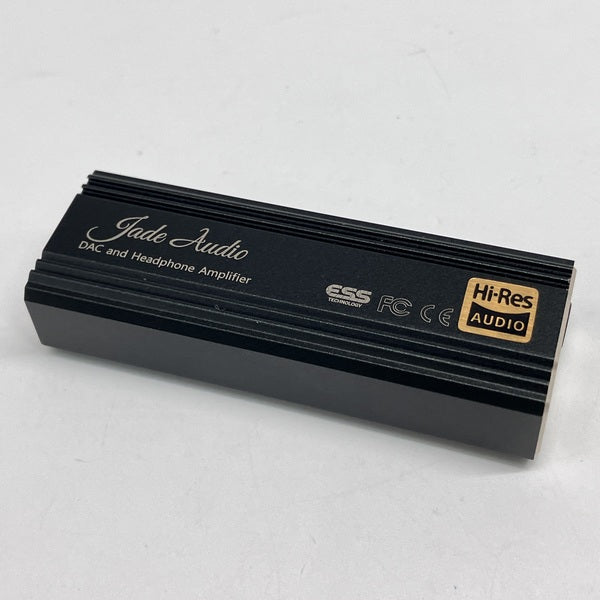 Jade Audio
DAC and Headphone Amplifier
ESS
TECHNOLOGY
FC
CE
Hi-Res
AUDIO